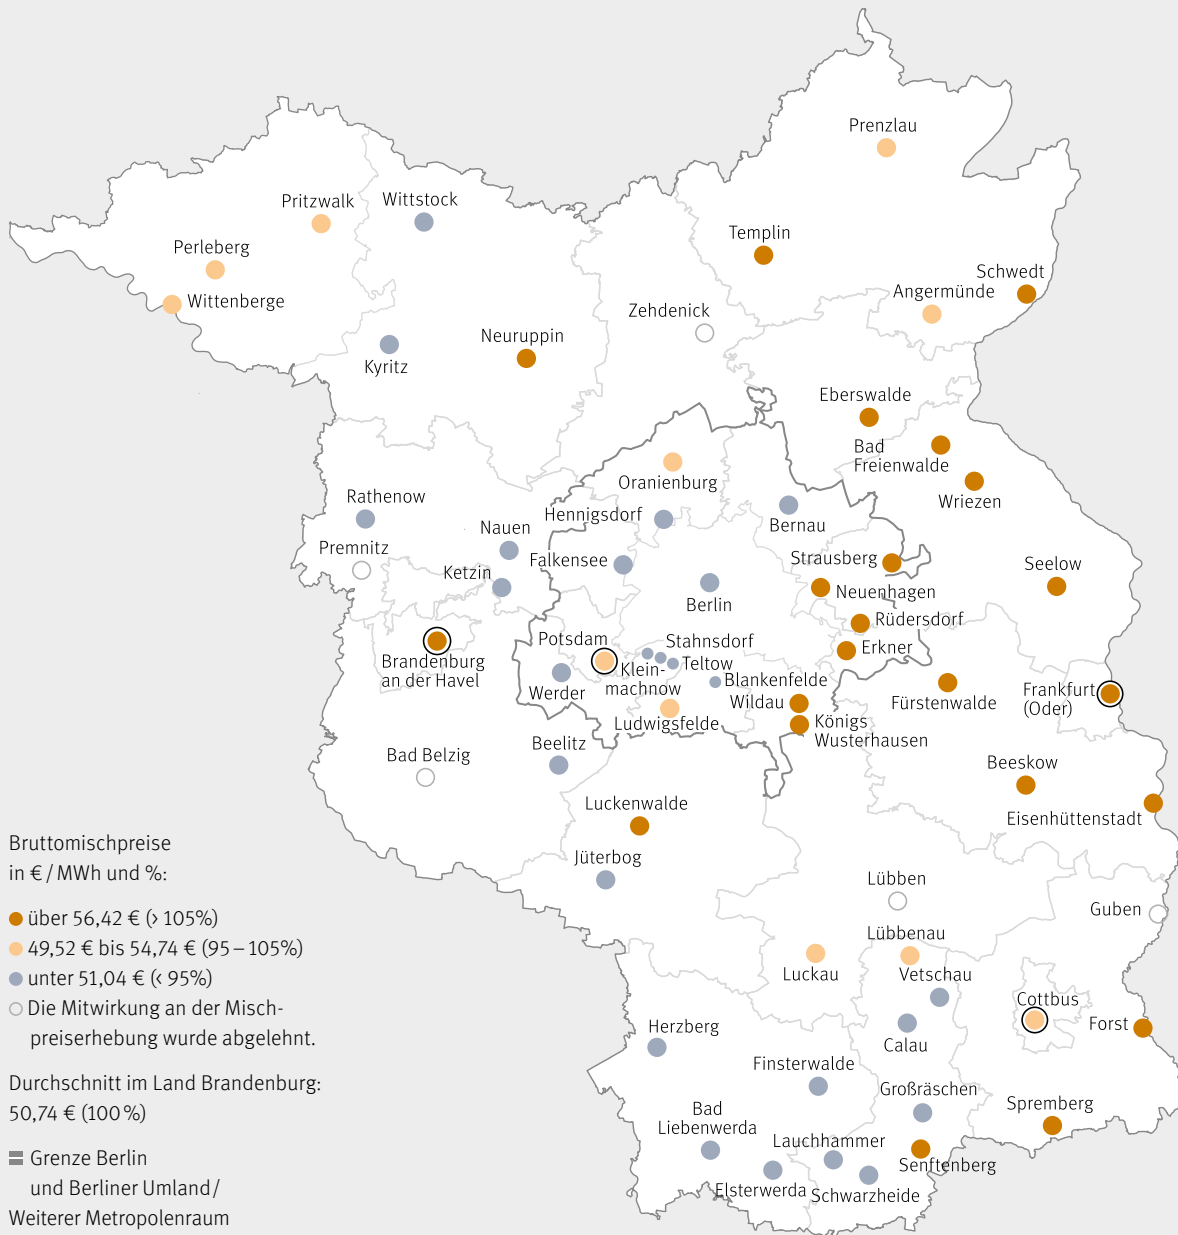 Prenzlau
Pritzwalk
Wittstock
Templin
Perleberg
Schwedt
Angermünde
Wittenberge
Zehdenick
Neuruppin
Kyritz
Eberswalde
Bad
Freienwalde
Wriezen
Oranienburg
Rathenow
Hennigsdorf
Bernau
Nauen
Premnitz
Falkensee
Strausberg
Seelow
Ketzin
Neuenhagen
Berlin
Rüdersdorf
Potsdam
Stahnsdorf
Erkner
Brandenburg
an der Havel
Klein-
machnow
Teltow
Blankenfelde
Werder
Wildau
Fürstenwalde
Frankfurt
(Oder)
Ludwigsfelde
Königs
Wusterhausen
Beelitz
Bad Belzig
Beeskow
Luckenwalde
Eisenhüttenstadt
Jüterbog
Lübben
Guben
Lübbenau
Luckau
Vetschau
Cottbus
Herzberg
Calau
Forst
Finsterwalde
Großräschen
Spremberg
Bad
Liebenwerda
Lauchhammer
Senftenberg
Elsterwerda
Schwarzheide
Bruttomischpreise
in € / MWh und %:
über 56,42 € (> 105%)
49,52 € bis 54,74 € (95 – 105%)
unter 51,04 € (< 95%)
Die Mitwirkung an der Misch-
preiserhebung wurde abgelehnt.
Durchschnitt im Land Brandenburg:
50,74 € (100 %)
Grenze Berlin
und Berliner Umland/
Weiterer Metropolenraum